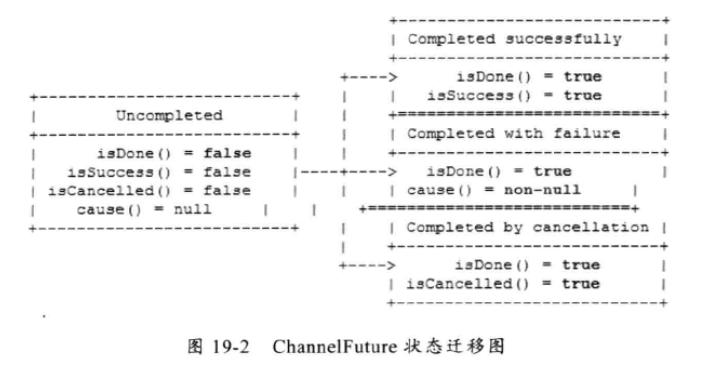 Uncompleted
isDone() = false
isSuccess() = false
isCancelled() = false
cause() = null
Completed successfully
isDone() = true
isSuccess() = true
Completed with failure
isDone() = true
cause() = non-null
Completed by cancellation
isDone() = true
isCancelled() = true
图 19-2 ChannelFuture 状态迁移图